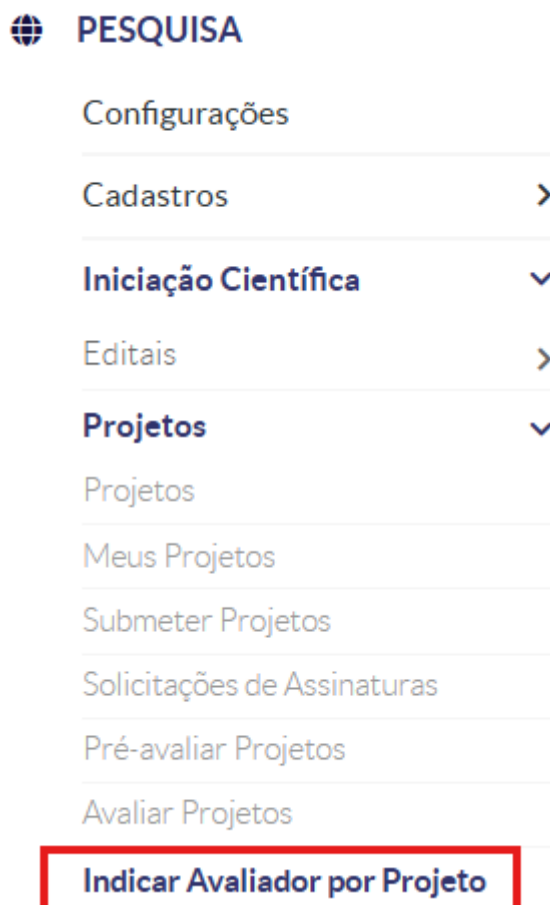 PESQUISA
Configurações
Cadastros
Iniciação Científica
Editais
Projetos
Projetos
Meus Projetos
Submeter Projetos
Solicitações de Assinaturas
Pré-avaliar Projetos
Avaliar Projetos
Indicar Avaliador por Projeto